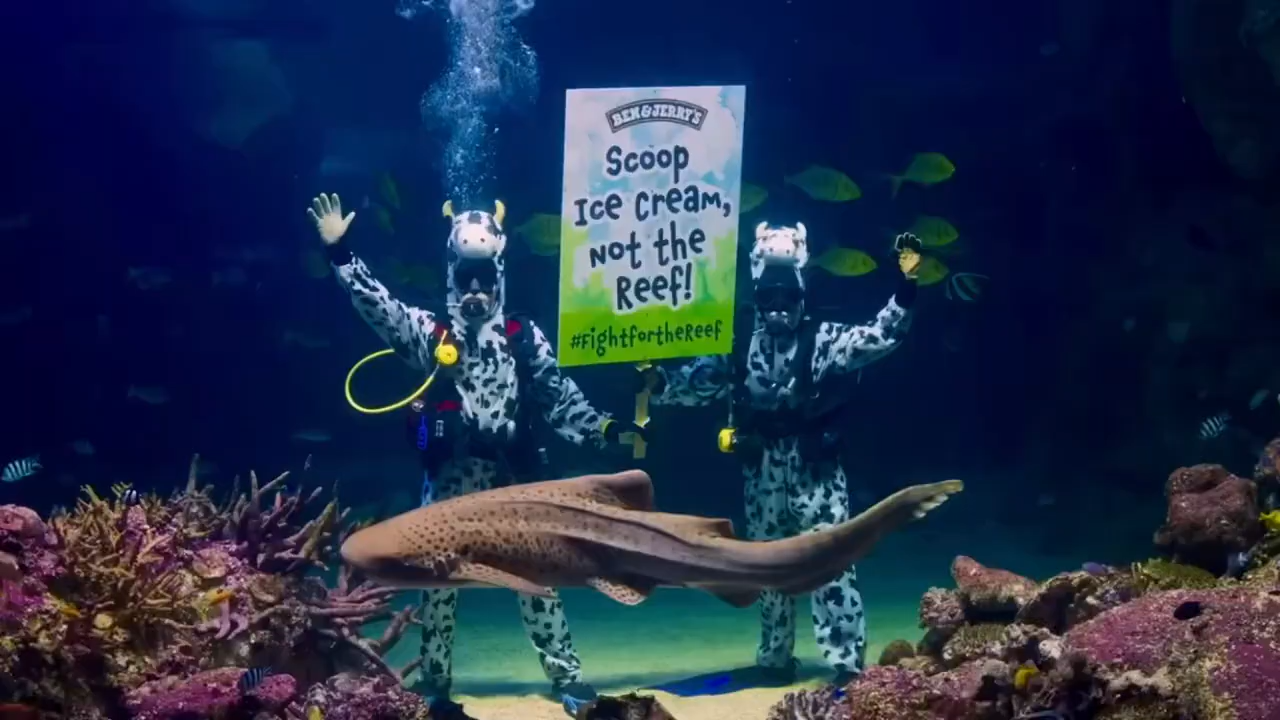 BEN & JERRY'S
Scoop
Ice Cream,
not the
Reef!
#FightfortheReef